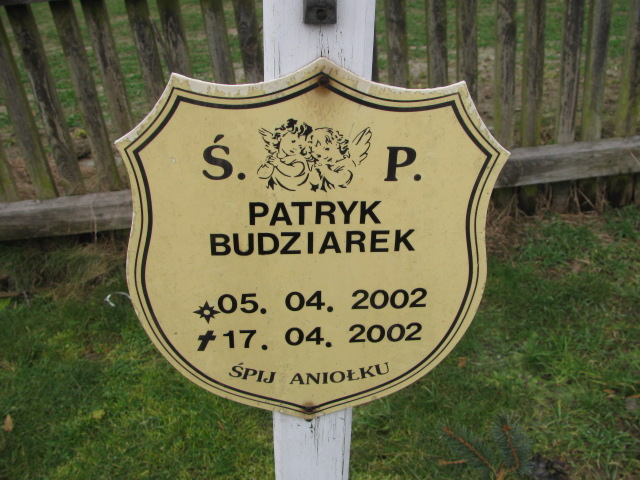 Ś. P.
PATRYK
BUDZIAREK
05. 04. 2002
17. 04. 2002
ŚPIJ ANIOŁKU